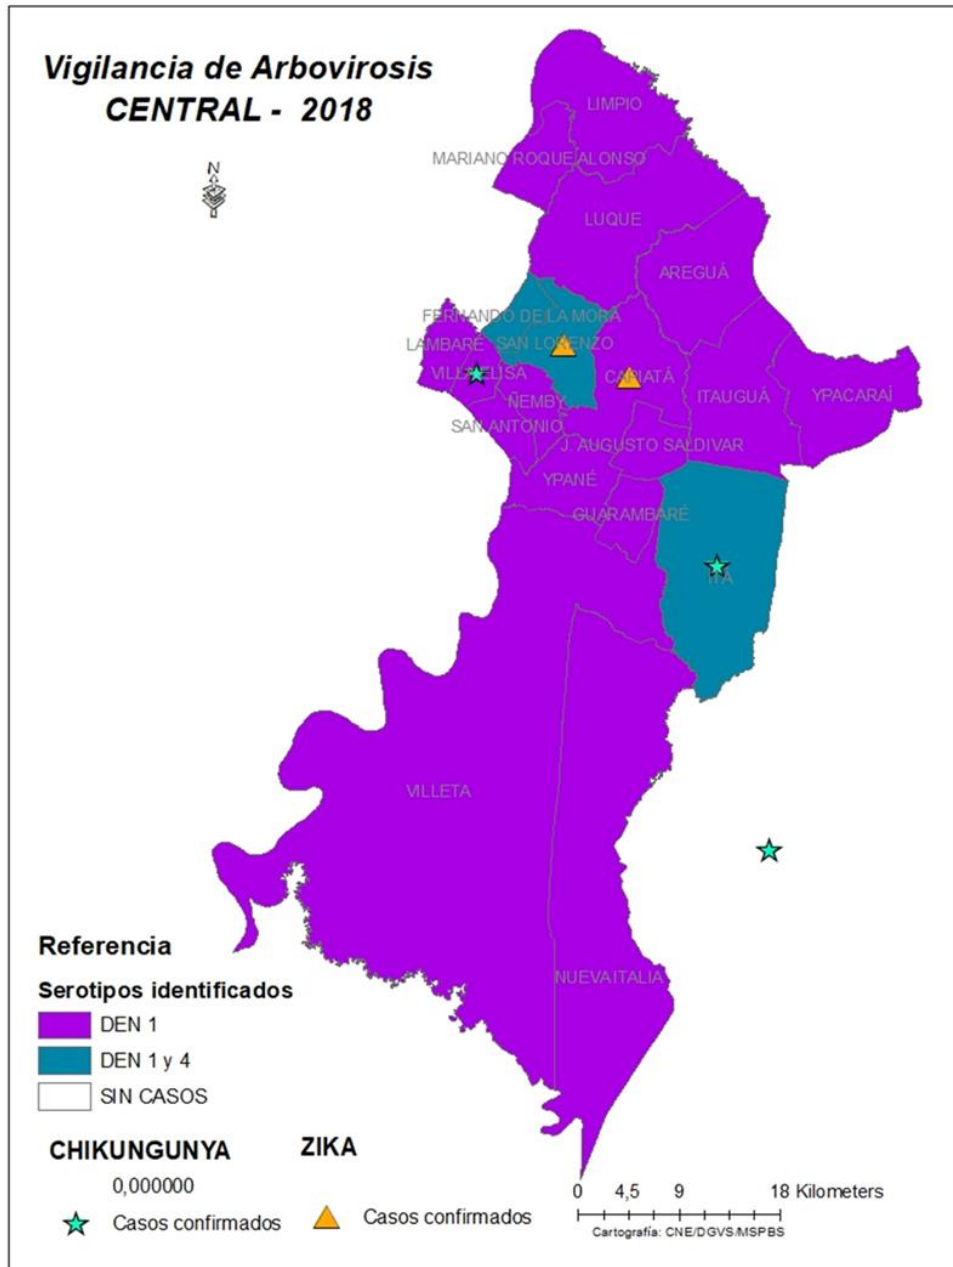 Vigilancia de Arbovirosis
CENTRAL - 2018
N
LIMPIO
MARIANO ROQUE ALONSO
LUQUE
AREGUÁ
FERNANDO DE LA MORA
LAMBARÉ
SAN LORENZO
VILLA ELISA
CAPIATÁ
ITAUGUÁ
YPACARAÍ
ÑEMBY
SAN ANTONIO
J. AUGUSTO SALDIVAR
YPANÉ
GUARAMBARÉ
ITA
VILLETA
NUEVA ITALIA
Referencia
Serotipos identificados
DEN 1
DEN 1 y 4
SIN CASOS
CHIKUNGUNYA
0,000000
Casos confirmados
ZIKA
Casos confirmados
0 4,5 9 18 Kilometers
Cartografía: CNE/DGVS/MSPBS